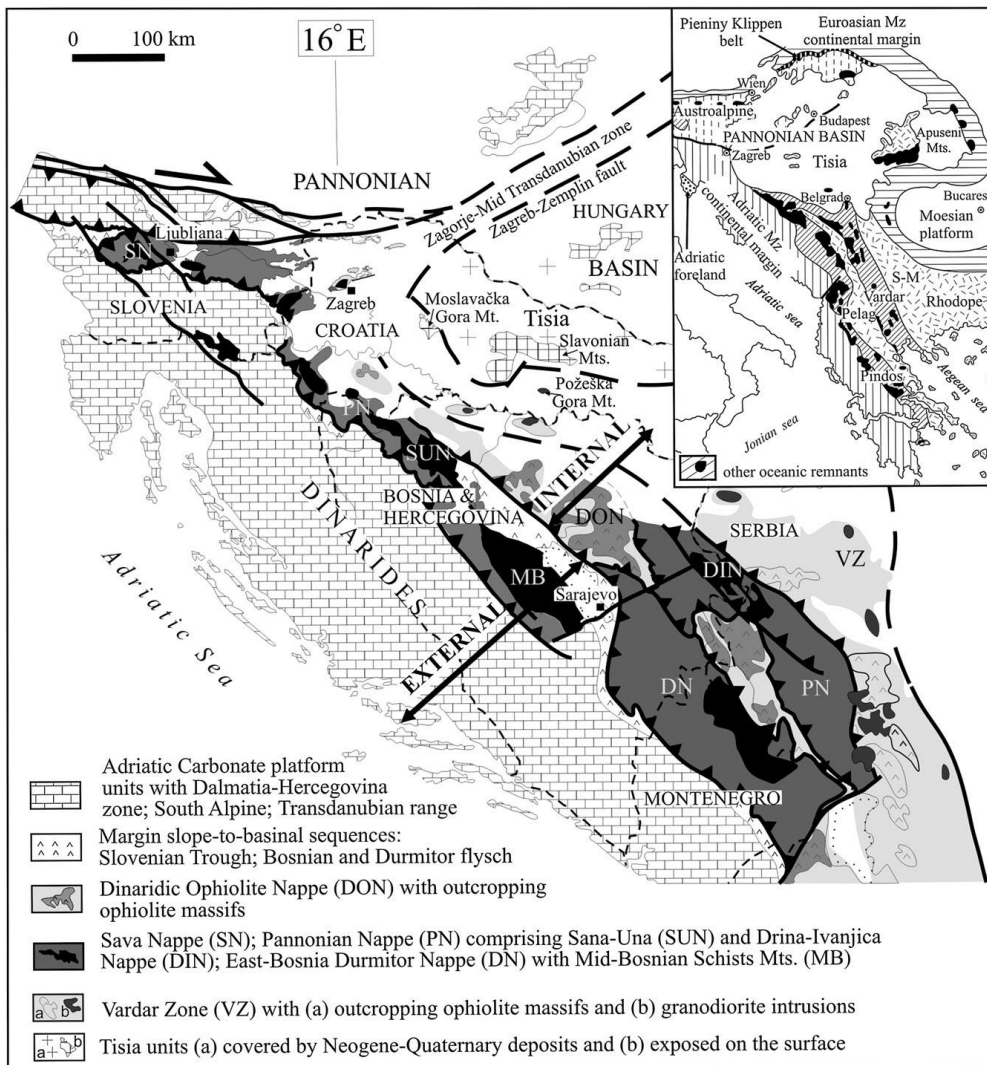 0 100 km
16° E
PANNONIAN
Zagorje-Mid Transdanubian zone
Zagreb-Zemplin fault
HUNGARY
BASIN
Ljubljana
SN
Zagreb
SLOVENIA
CROATIA
Moslavačka
Gora Mt.
Tisia
Slavonian
Mts.
Požeška
Gora Mt.
PN
SUN
BOSNIA &
HERCEGOVINA
INTERNAL
DON
SERBIA
VZ
DINARIDES
MB
DIN
Sarajevo
EXTERNAL
DN
PN
MONTENEGRO
Adriatic Sea
Pieniny Klippen
belt
Euroasian Mz
continental margin
Wien
Austroalpine,
Budapest
PANNONIAN BASIN
Apuseni
Mts.
Zagreb
Tisia
Belgrade
Bucares
Moesian
platform
Adriatic Mz
continental margin
Adriatic
foreland
Adriatic sea
S-M
Rhodope
Vardar
Pelag
Pindos
Aegean sea
Jonian sea
other oceanic remnants
Adriatic Carbonate platform
units with Dalmatia-Hercegovina
zone; South Alpine; Transdanubian range
Margin slope-to-basinal sequences:
Slovenian Trough; Bosnian and Durmitor flysch
Dinaridic Ophiolite Nappe (DON) with outcropping
ophiolite massifs
Sava Nappe (SN); Pannonian Nappe (PN) comprising Sana-Una (SUN) and Drina-Ivanjica
Nappe (DIN); East-Bosnia Durmitor Nappe (DN) with Mid-Bosnian Schists Mts. (MB)
a b
Vardar Zone (VZ) with (a) outcropping ophiolite massifs and (b) granodiorite intrusions
a b
Tisia units (a) covered by Neogene-Quaternary deposits and (b) exposed on the surface